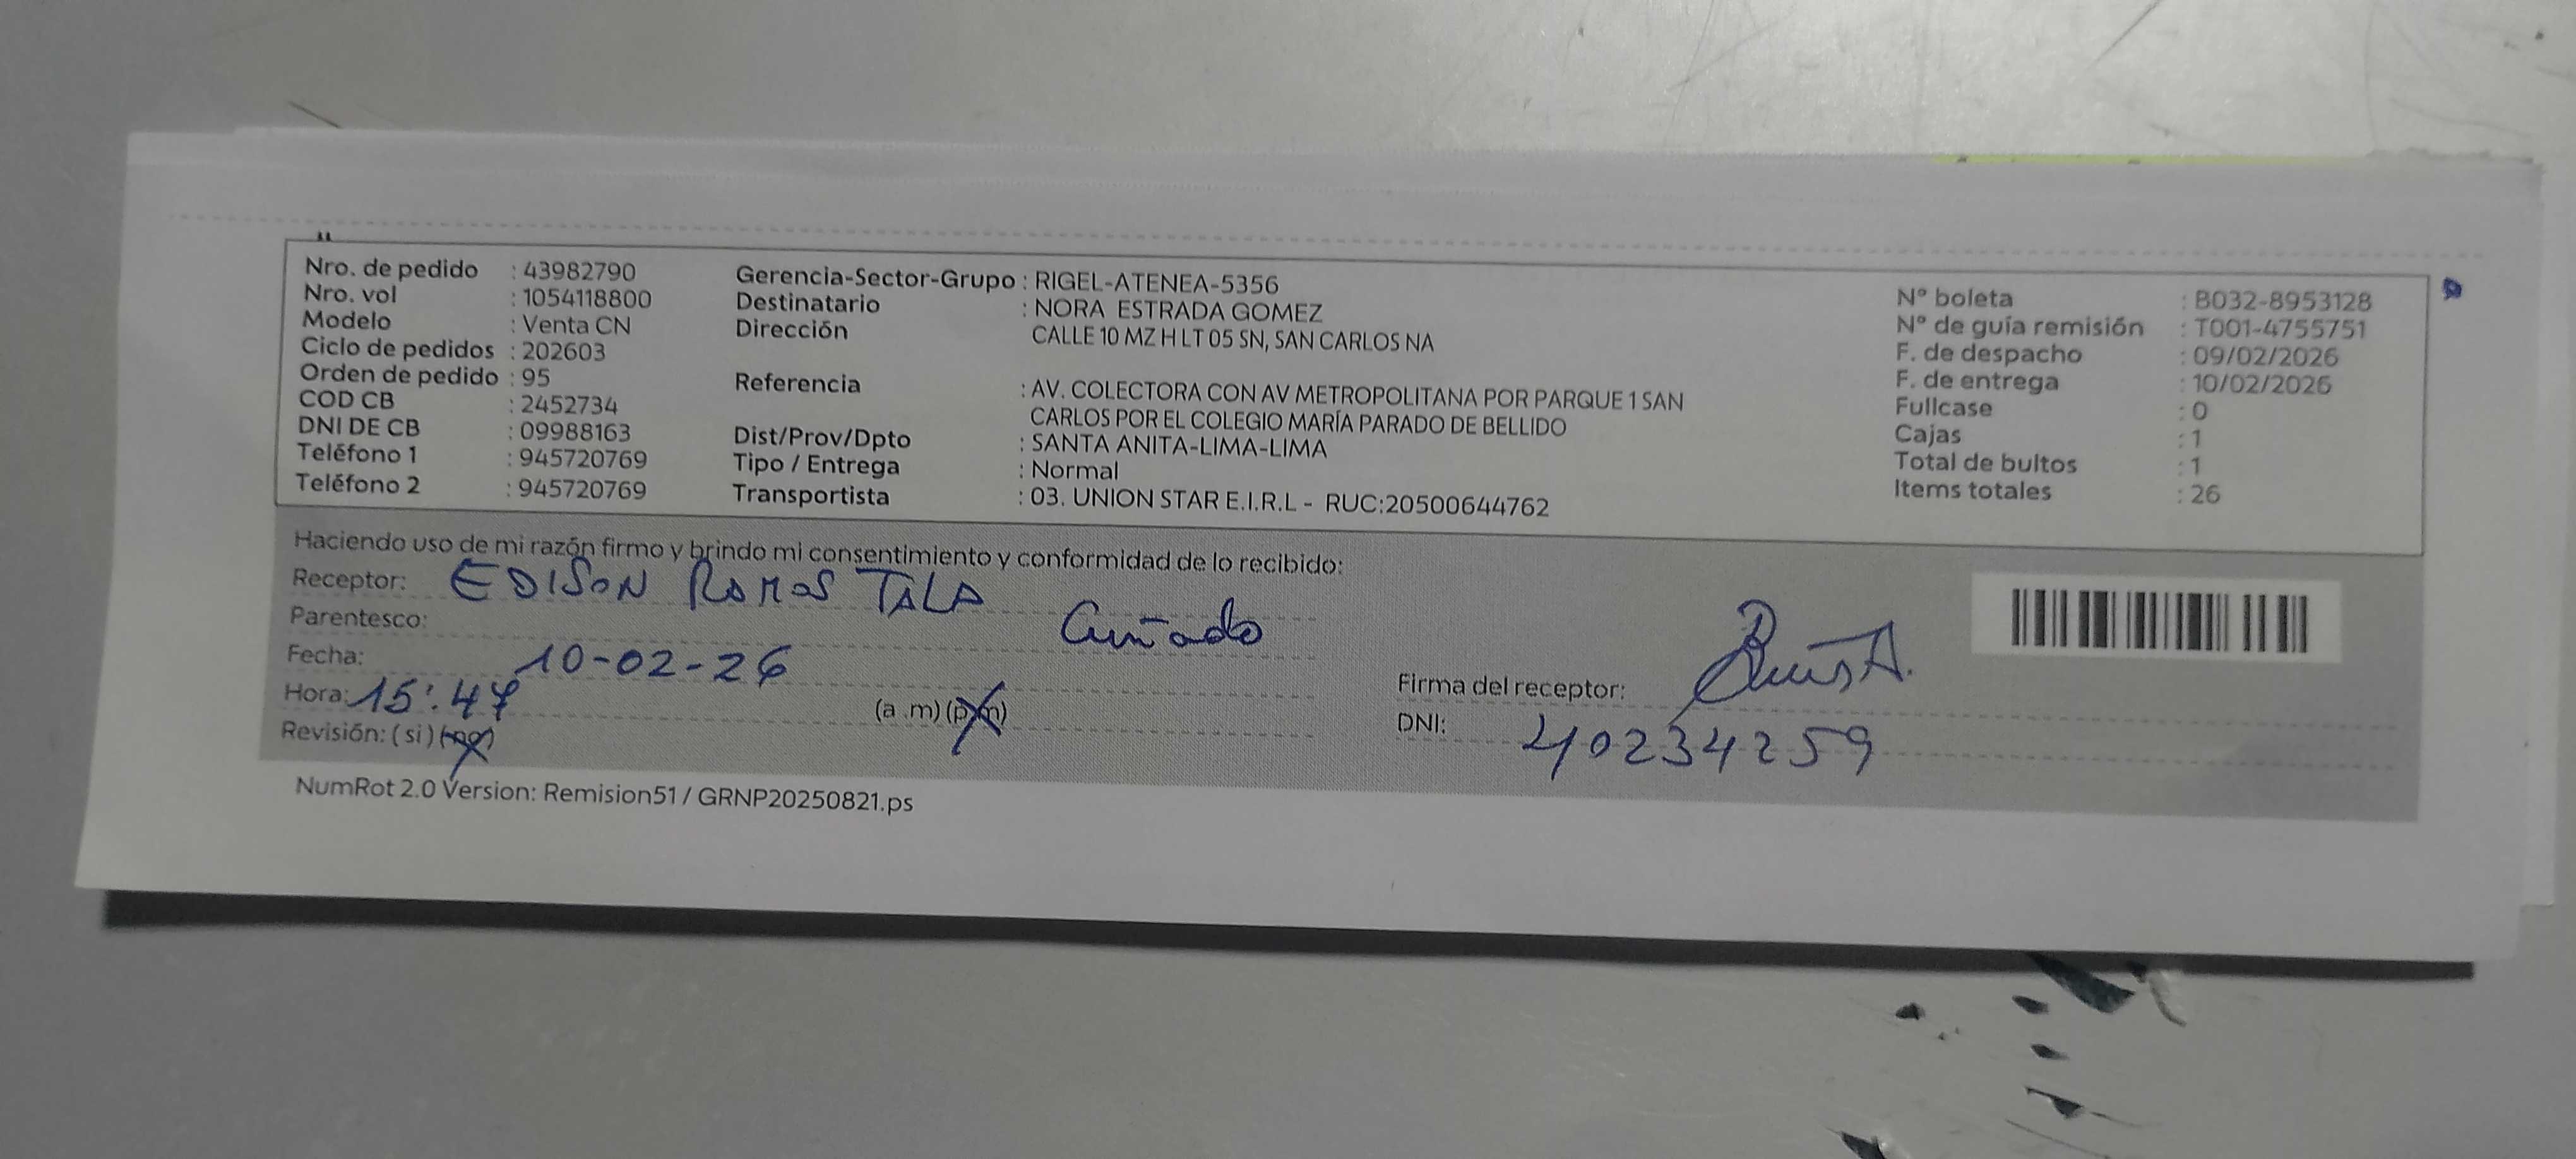 Nro. de pedido : 43982790
Nro. vol : 1054118800
Modelo : Venta CN
Ciclo de pedidos : 202603
Orden de pedido : 95
COD CB : 2452734
DNI DE CB : 09988163
Teléfono 1 : 945720769
Teléfono 2 : 945720769
Gerencia-Sector-Grupo : RIGEL-ATENEA-5356
Destinatario : NORA ESTRADA GOMEZ
Dirección CALLE 10 MZ H LT 05 SN, SAN CARLOS NA
Referencia : AV. COLECTORA CON AV METROPOLITANA POR PARQUE 1 SAN
CARLOS POR EL COLEGIO MARÍA PARADO DE BELLIDO
Dist/Prov/Dpto : SANTA ANITA-LIMA-LIMA
Tipo / Entrega : Normal
Transportista : 03. UNION STAR E.I.R.L - RUC:20500644762
N° boleta : B032-8953128
N° de guía remisión : T001-4755751
F. de despacho : 09/02/2026
F. de entrega : 10/02/2026
Fullcase : 0
Cajas : 1
Total de bultos : 1
Items totales : 26
Haciendo uso de mi razón firmo y brindo mi consentimiento y conformidad de lo recibido:
Receptor: EDISON RAMOS TALA
Parentesco: Cuñado
Fecha: 10-02-26
Hora: 15:47 (a .m) (p.m)
Revisión: ( si ) (no)
Firma del receptor:
DNI: 40234259
NumRot 2.0 Version: Remision51 / GRNP20250821.ps